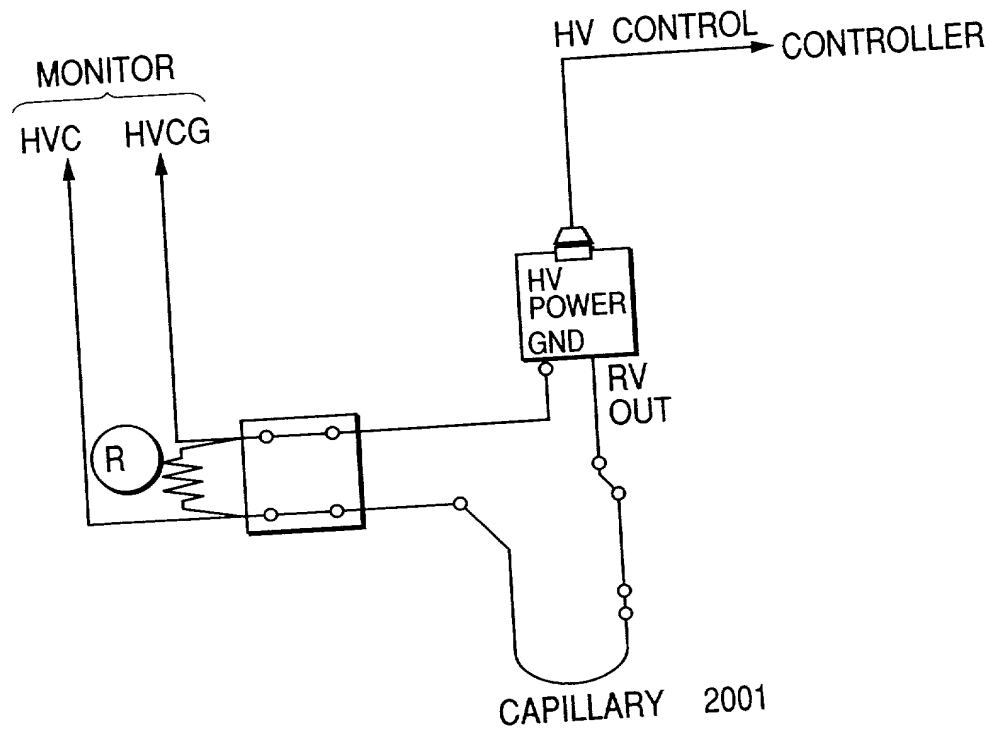 HV CONTROL
CONTROLLER
MONITOR
HVC HVCG
HV
POWER
GND
RV
OUT
R
CAPILLARY 2001